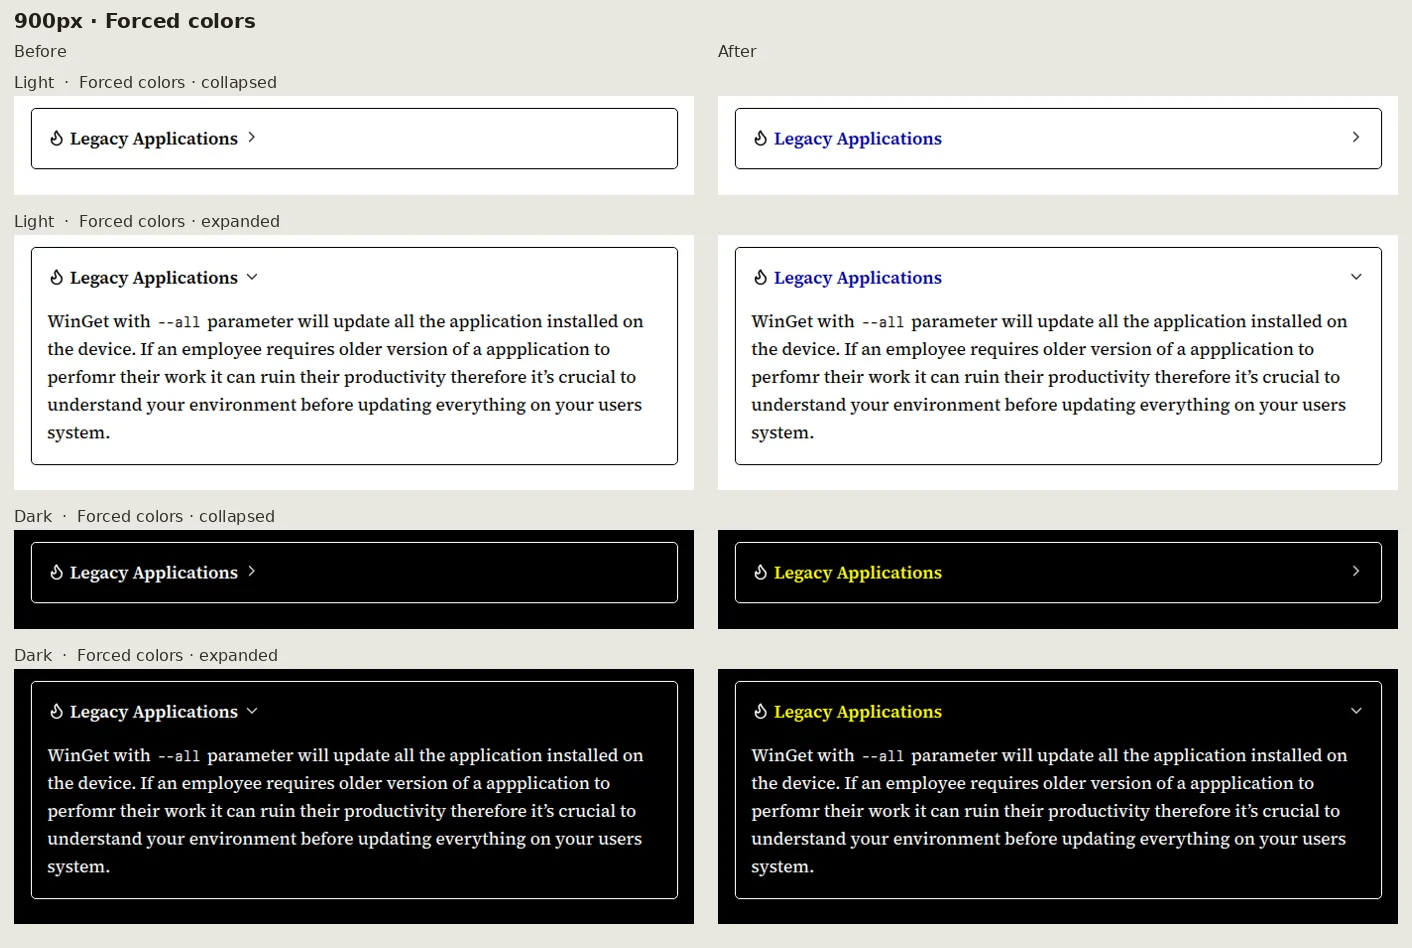 900px · Forced colors
Before
After
Light · Forced colors · collapsed
Legacy Applications
Legacy Applications
Light · Forced colors · expanded
Legacy Applications
WinGet with --all parameter will update all the application installed on
the device. If an employee requires older version of a appplication to
perfomr their work it can ruin their productivity therefore it’s crucial to
understand your environment before updating everything on your users
system.
Legacy Applications
WinGet with --all parameter will update all the application installed on
the device. If an employee requires older version of a appplication to
perfomr their work it can ruin their productivity therefore it’s crucial to
understand your environment before updating everything on your users
system.
Dark · Forced colors · collapsed
Legacy Applications
Legacy Applications
Dark · Forced colors · expanded
Legacy Applications
WinGet with --all parameter will update all the application installed on
the device. If an employee requires older version of a appplication to
perfomr their work it can ruin their productivity therefore it’s crucial to
understand your environment before updating everything on your users
system.
Legacy Applications
WinGet with --all parameter will update all the application installed on
the device. If an employee requires older version of a appplication to
perfomr their work it can ruin their productivity therefore it’s crucial to
understand your environment before updating everything on your users
system.